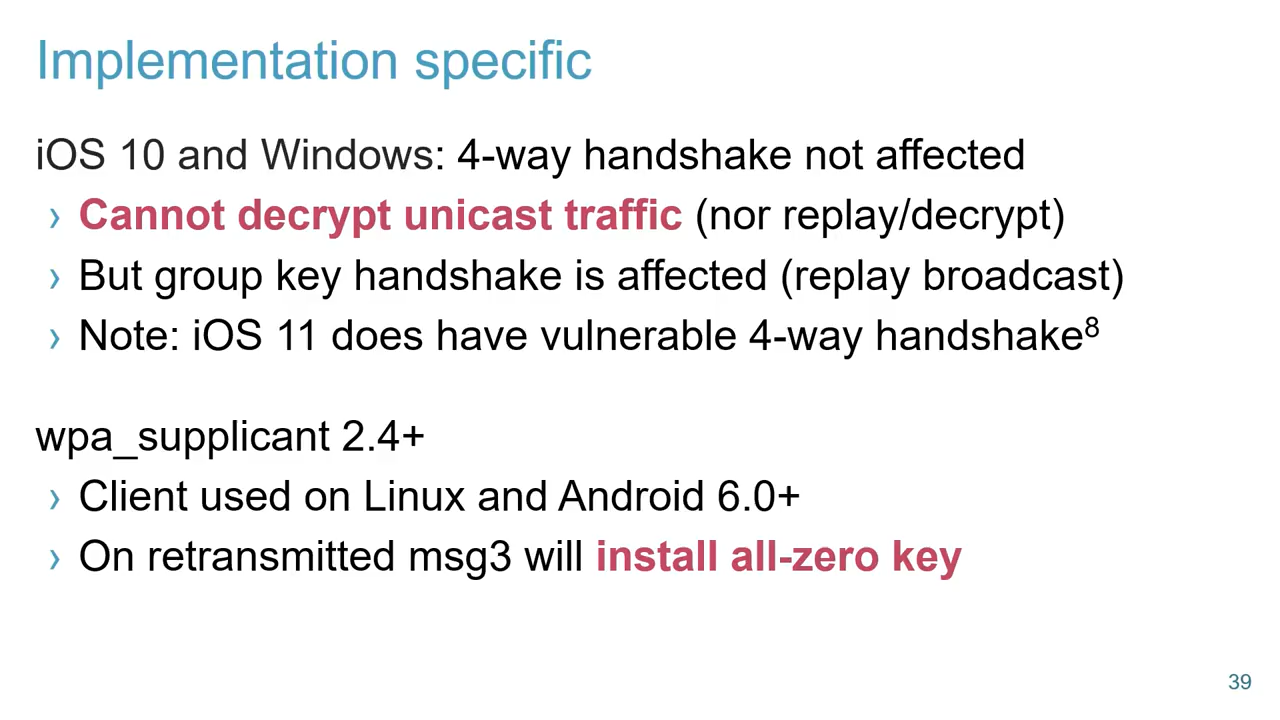 Implementation specific
iOS 10 and Windows: 4-way handshake not affected
› Cannot decrypt unicast traffic (nor replay/decrypt)
› But group key handshake is affected (replay broadcast)
› Note: iOS 11 does have vulnerable 4-way handshake⁸
wpa_supplicant 2.4+
› Client used on Linux and Android 6.0+
› On retransmitted msg3 will install all-zero key
39